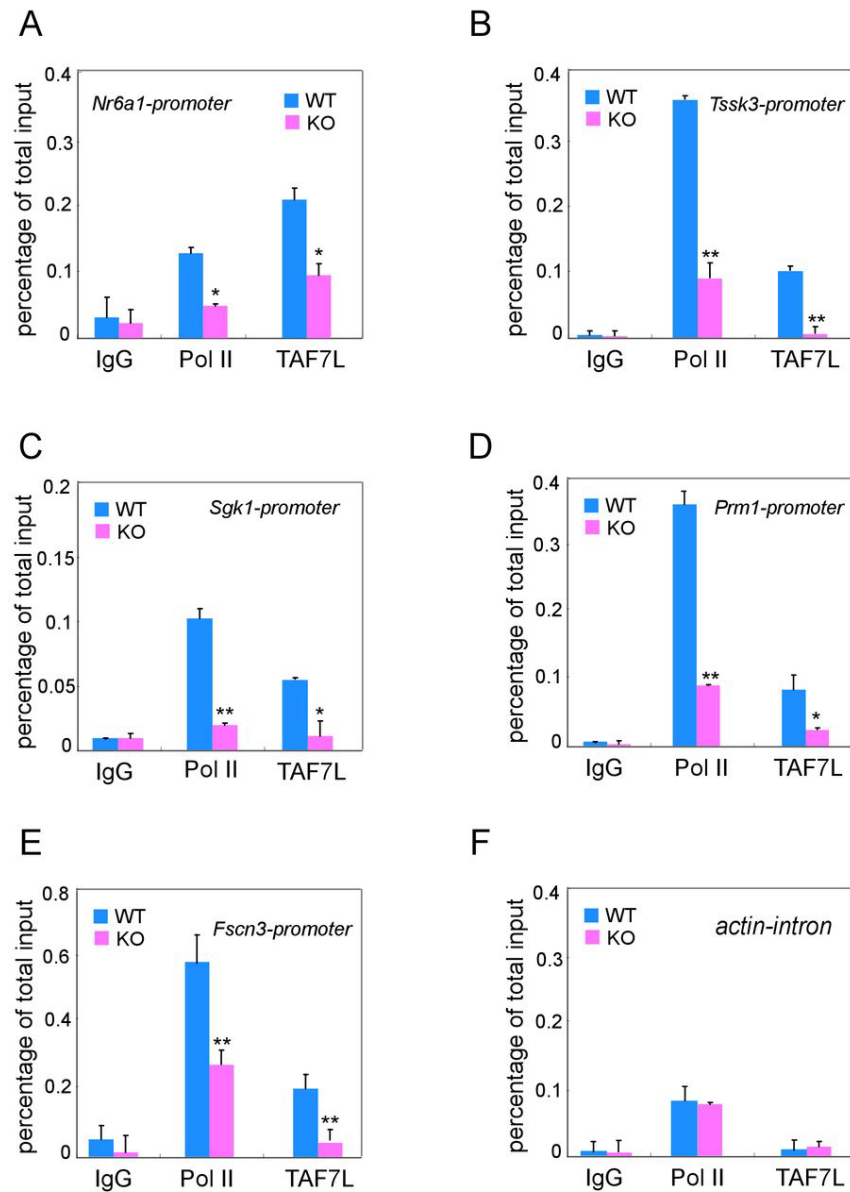 A
percentage of total input
0.4
0.3
0.2
0.1
0
Nr6a1-promoter
WT
KO
*
*
IgG
Pol II
TAF7L
B
percentage of total input
0.4
0.3
0.2
0.1
0
Tssk3-promoter
WT
KO
**
**
IgG
Pol II
TAF7L
C
percentage of total input
0.2
0.15
0.1
0.05
0
Sgk1-promoter
WT
KO
**
*
IgG
Pol II
TAF7L
D
percentage of total input
0.4
0.3
0.2
0.1
0
Prm1-promoter
WT
KO
**
*
IgG
Pol II
TAF7L
E
percentage of total input
0.8
0.6
0.4
0.2
0
Fscn3-promoter
WT
KO
**
**
IgG
Pol II
TAF7L
F
percentage of total input
0.4
0.3
0.2
0.1
0
actin-intron
WT
KO
IgG
Pol II
TAF7L